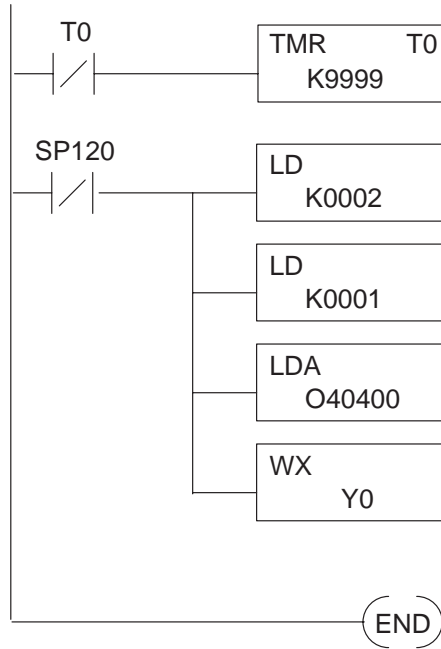 T0
TMR T0
K9999
SP120
LD
K0002
LD
K0001
LDA
O40400
WX
Y0
END